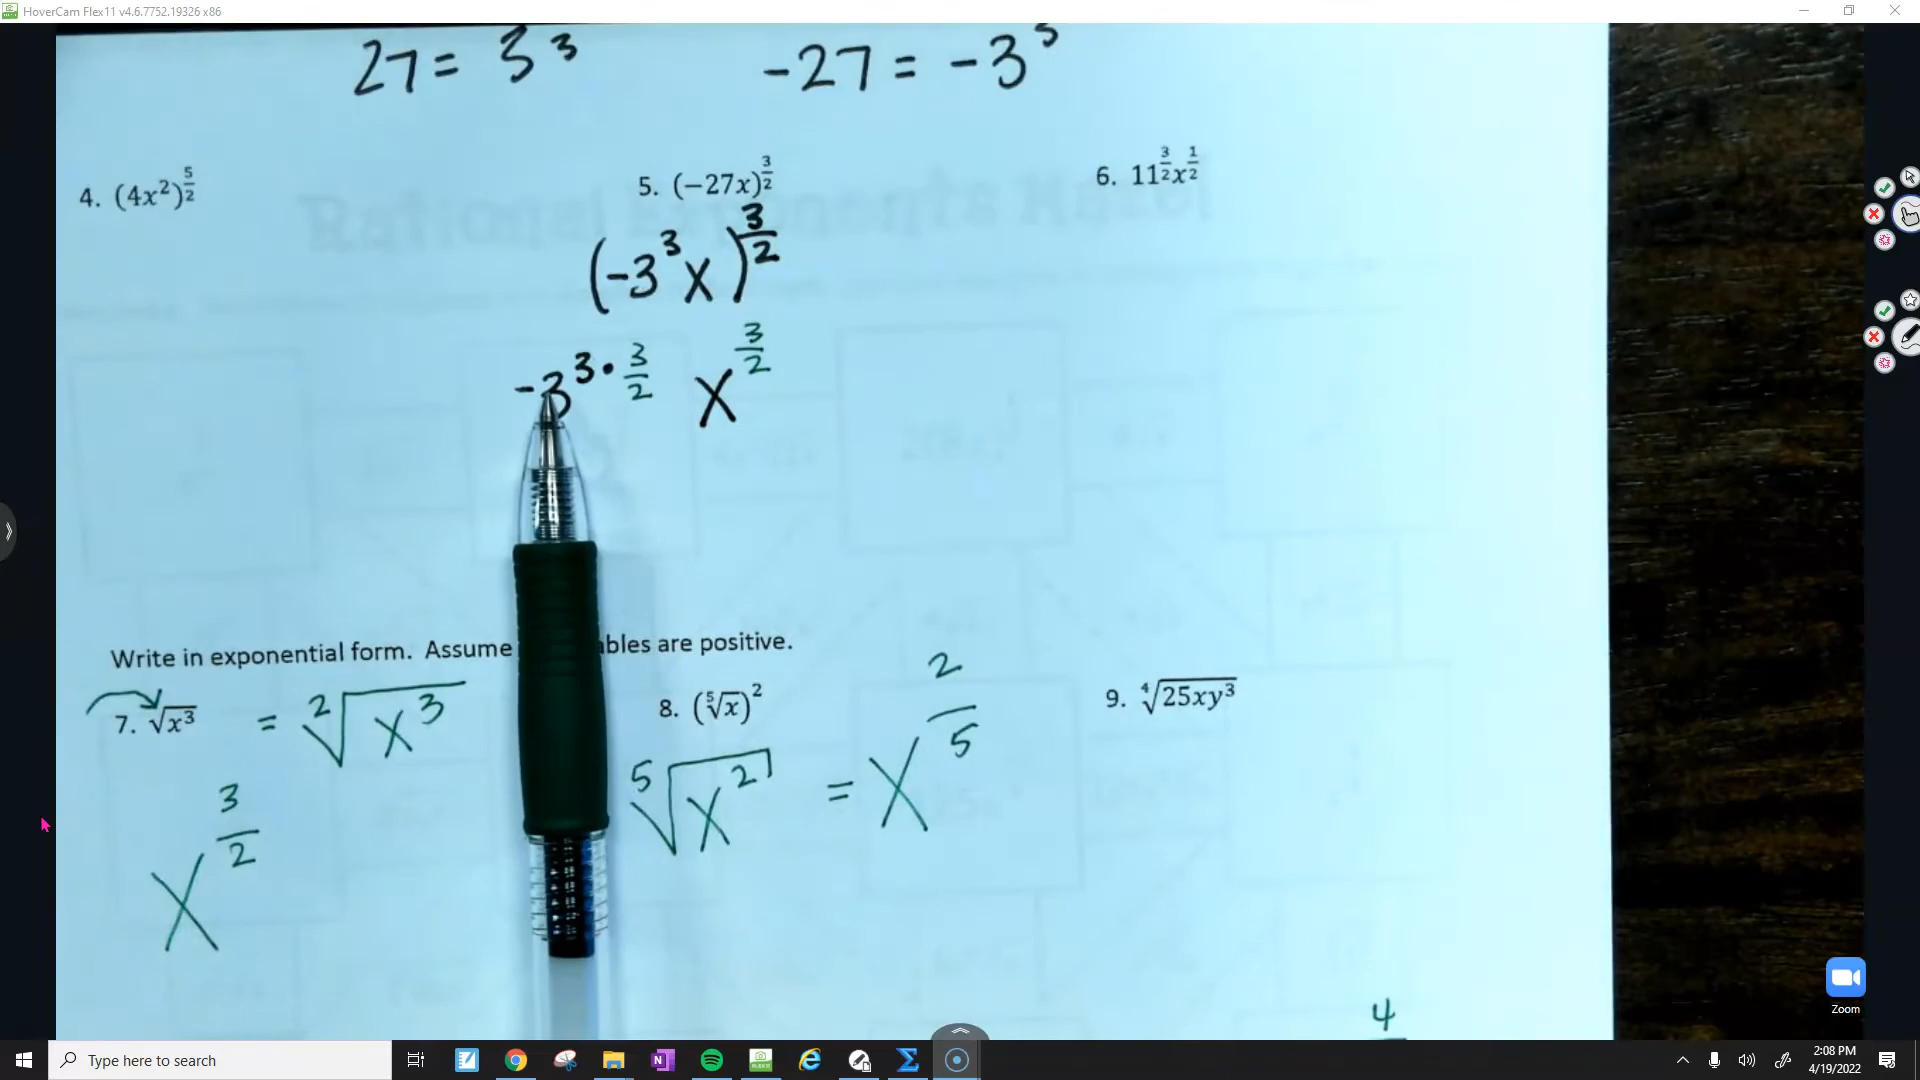 HoverCam Flex11 v4.6.7752.19326 x86
27 = 3³ -27 = -3³
4. (4x²)^(5/2) 5. (−27x)^(3/2) 6. 11^(3/2)x^(1/2)
(-3³x)^(3/2)
-3^(3·3/2) x^(3/2)
Write in exponential form. Assume are positive.
7. √x³ = ²√x³ 8. (⁵√x)² 9. ⁴√25xy³
x^(3/2) ⁵√x² = x^(2/5)
4
Zoom
Type here to search
2:08 PM
4/19/2022